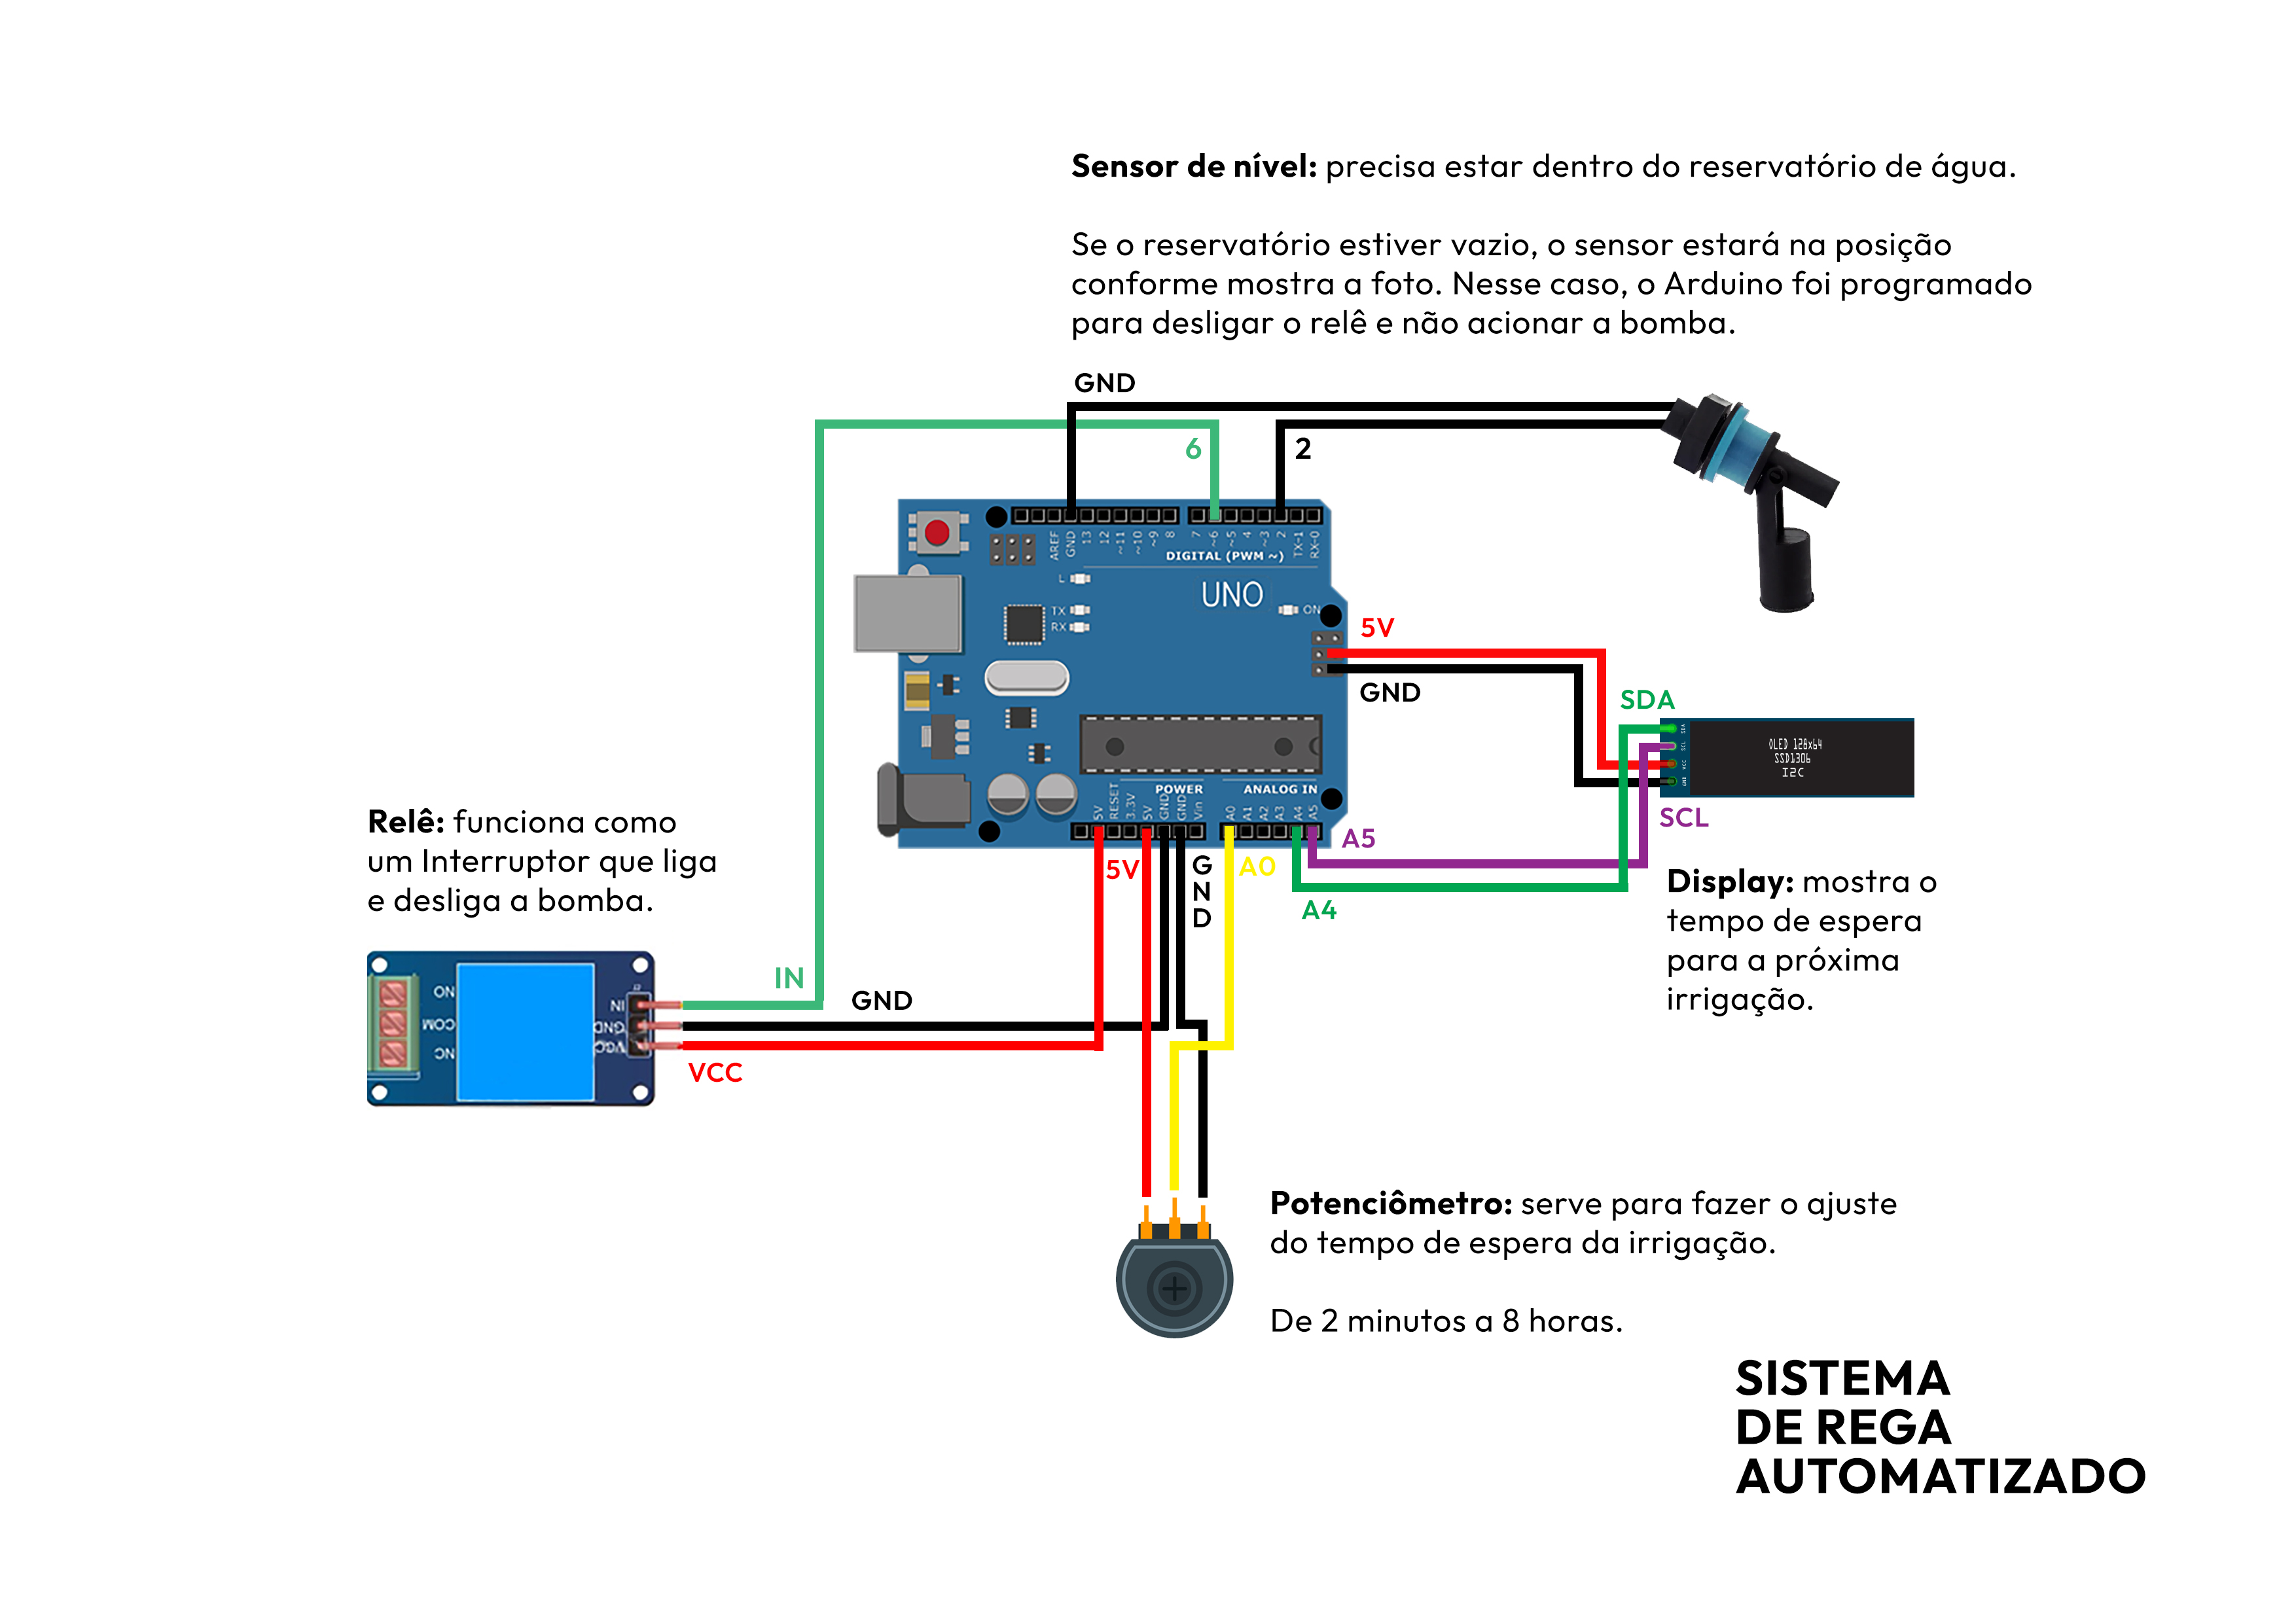 Sensor de nível: precisa estar dentro do reservatório de água.
Se o reservatório estiver vazio, o sensor estará na posição
conforme mostra a foto. Nesse caso, o Arduino foi programado
para desligar o relê e não acionar a bomba.
GND
6
2
AREF
GND
13
12
~11
~10
~9
8
7
~6
~5
4
~3
2
TX-1
RX-0
DIGITAL (PWM ~)
L
TX
RX
UNO
ON
5V
GND
SDA
SDA
SCL
VCC
GND
OLED 128x64
SSD1306
I2C
SCL
POWER
ANALOG IN
5V
RESET
3.3V
5V
GND
GND
Vin
A0
A1
A2
A3
A4
A5
5V
G
N
D
A0
A5
A4
Display: mostra o
tempo de espera
para a próxima
irrigação.
Relê: funciona como
um Interruptor que liga
e desliga a bomba.
NO
COM
NC
IN
GND
VCC
IN
GND
VCC
Potenciômetro: serve para fazer o ajuste
do tempo de espera da irrigação.
De 2 minutos a 8 horas.
SISTEMA
DE REGA
AUTOMATIZADO